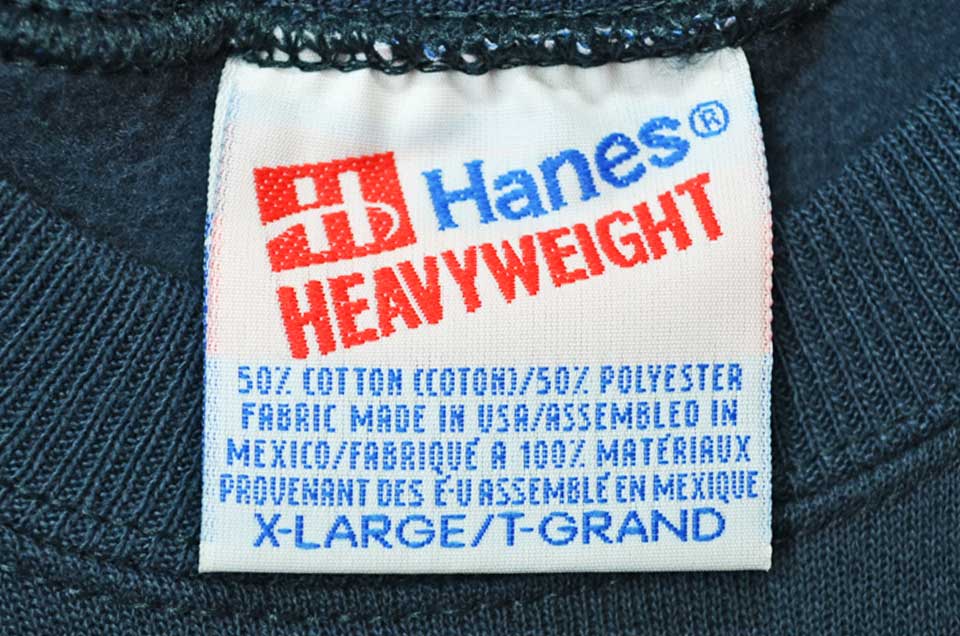 Hanes®
HEAVYWEIGHT
50% COTTON (COTON)/50% POLYESTER
FABRIC MADE IN USA/ASSEMBLED IN
MEXICO/FABRIQUÉ A 100% MATÉRIAUX
PROVENANT DES É-U ASSEMBLÉ EN MEXIQUE
X-LARGE/T-GRAND